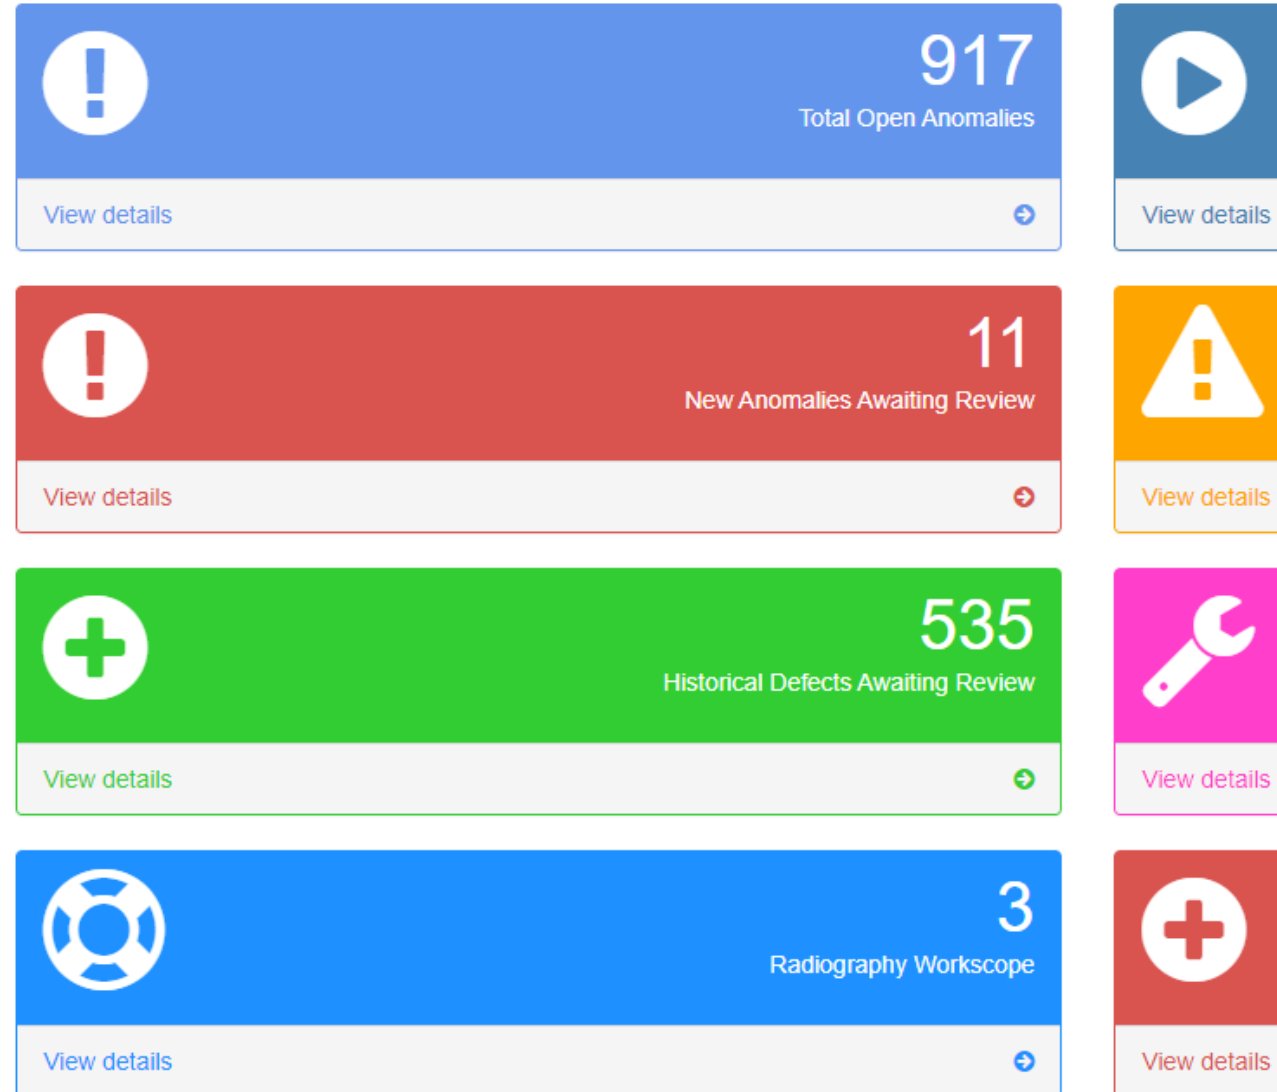 917
Total Open Anomalies
View details
View details
11
New Anomalies Awaiting Review
View details
View details
535
Historical Defects Awaiting Review
View details
View details
3
Radiography Workscope
View details
View details